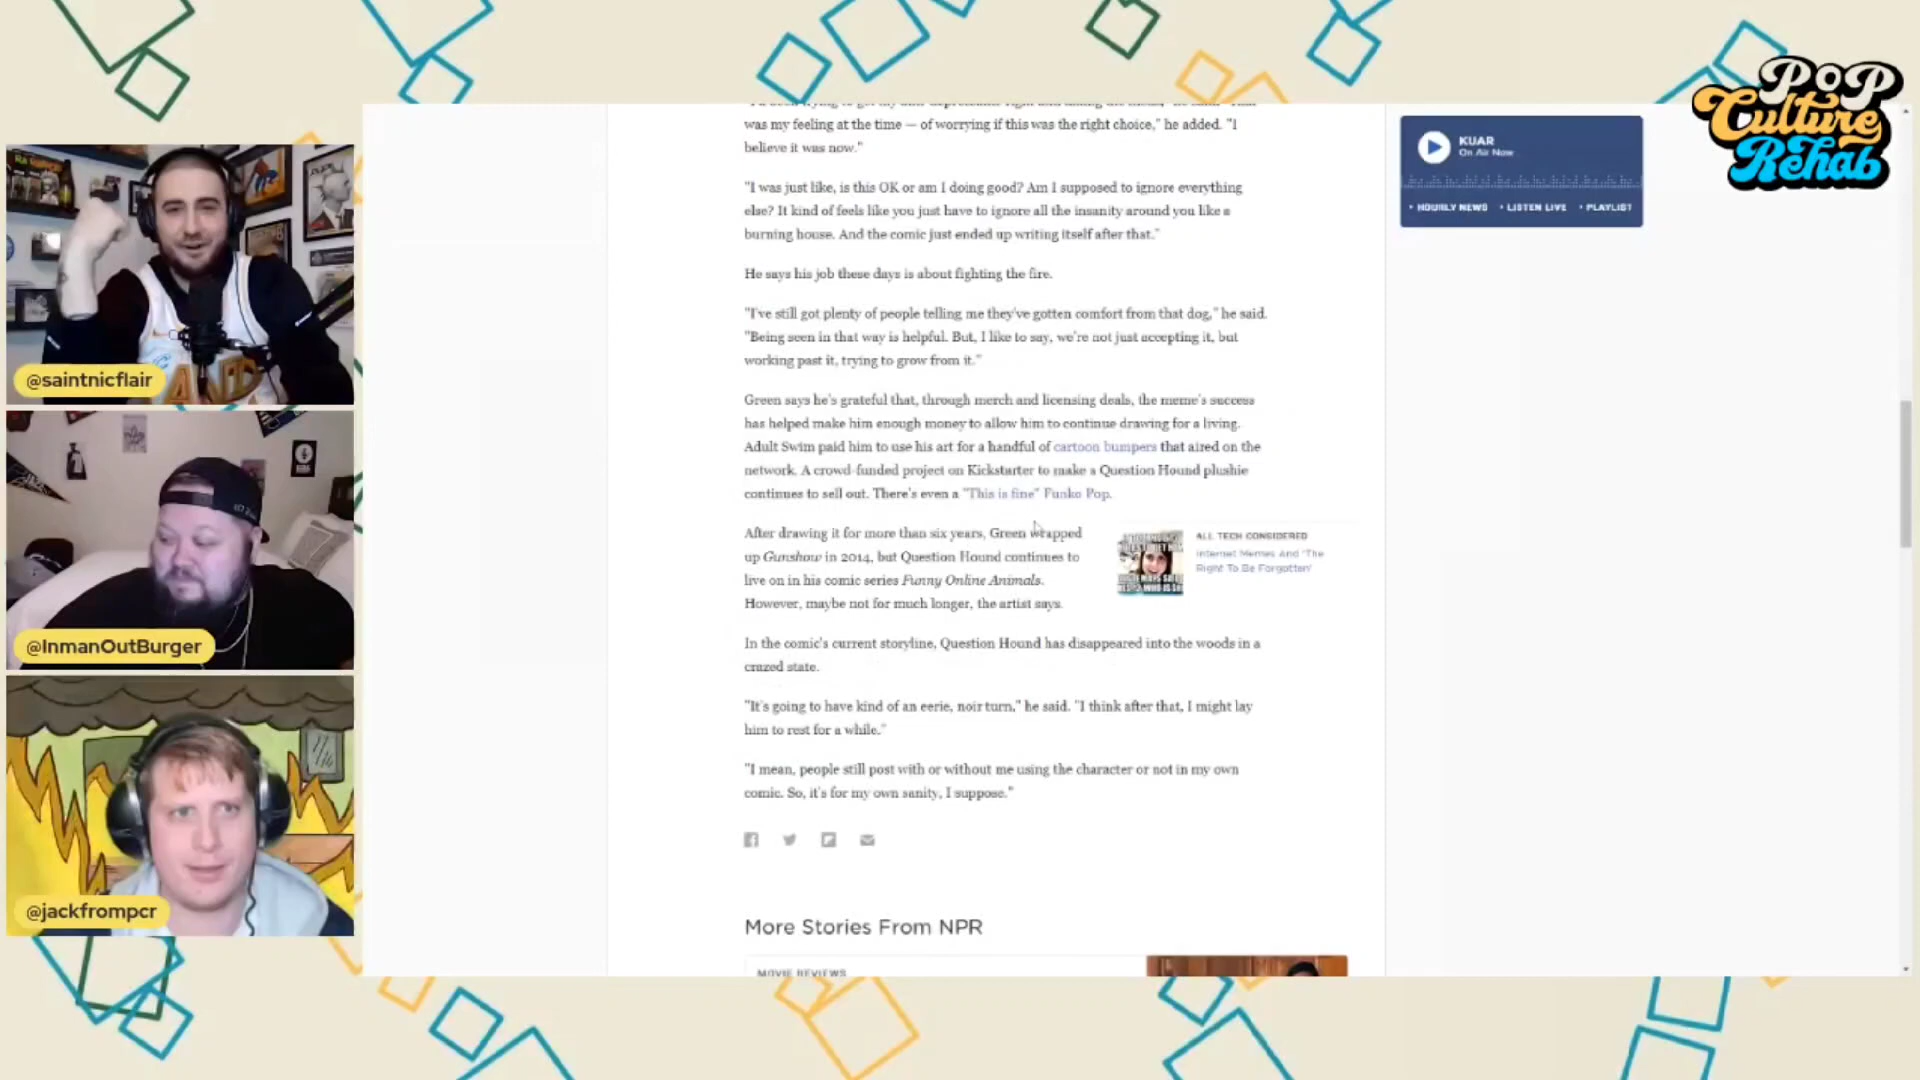 POP
Culture
Rehab
was my feeling at the time — of worrying if this was the right choice," he added. "I
believe it was now."
"I was just like, is this OK or am I doing good? Am I supposed to ignore everything
else? It kind of feels like you just have to ignore all the insanity around you like a
burning house. And the comic just ended up writing itself after that."
He says his job these days is about fighting the fire.
"I've still got plenty of people telling me they've gotten comfort from that dog," he said.
"Being seen in that way is helpful. But, I like to say, we're not just accepting it, but
working past it, trying to grow from it."
Green says he's grateful that, through merch and licensing deals, the meme's success
has helped make him enough money to allow him to continue drawing for a living.
Adult Swim paid him to use his art for a handful of cartoon bumpers that aired on the
network. A crowd-funded project on Kickstarter to make a Question Hound plushie
continues to sell out. There's even a "This is fine" Funko Pop.
After drawing it for more than six years, Green wrapped
up Gunshow in 2014, but Question Hound continues to
live on in his comic series Funny Online Animals.
However, maybe not for much longer, the artist says.
ALL TECH CONSIDERED
Internet Memes And 'The
Right To Be Forgotten'
In the comic's current storyline, Question Hound has disappeared into the woods in a
crazed state.
"It's going to have kind of an eerie, noir turn," he said. "I think after that, I might lay
him to rest for a while."
"I mean, people still post with or without me using the character or not in my own
comic. So, it's for my own sanity, I suppose."
More Stories From NPR
MOVIE REVIEWS
KUAR
On Air Now
• HOURLY NEWS • LISTEN LIVE • PLAYLIST
@saintnicflair
@InmanOutBurger
@jackfrompcr